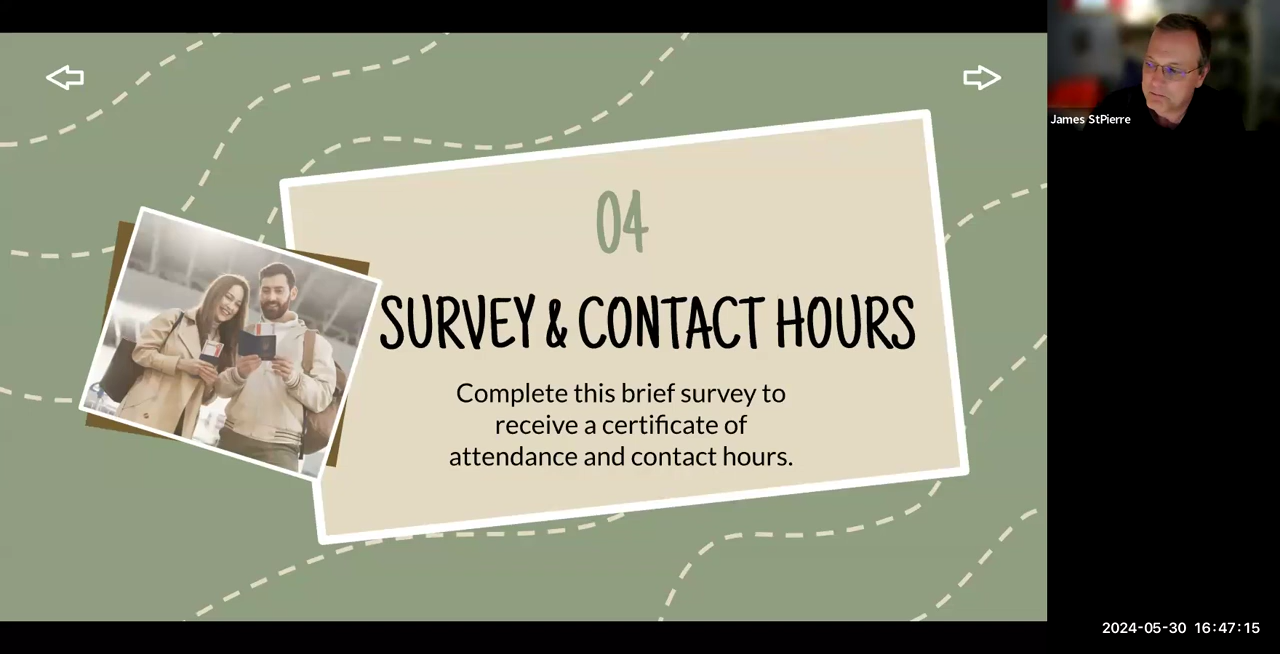 04
SURVEY & CONTACT HOURS
Complete this brief survey to
receive a certificate of
attendance and contact hours.
James StPierre
2024-05-30 16:47:15